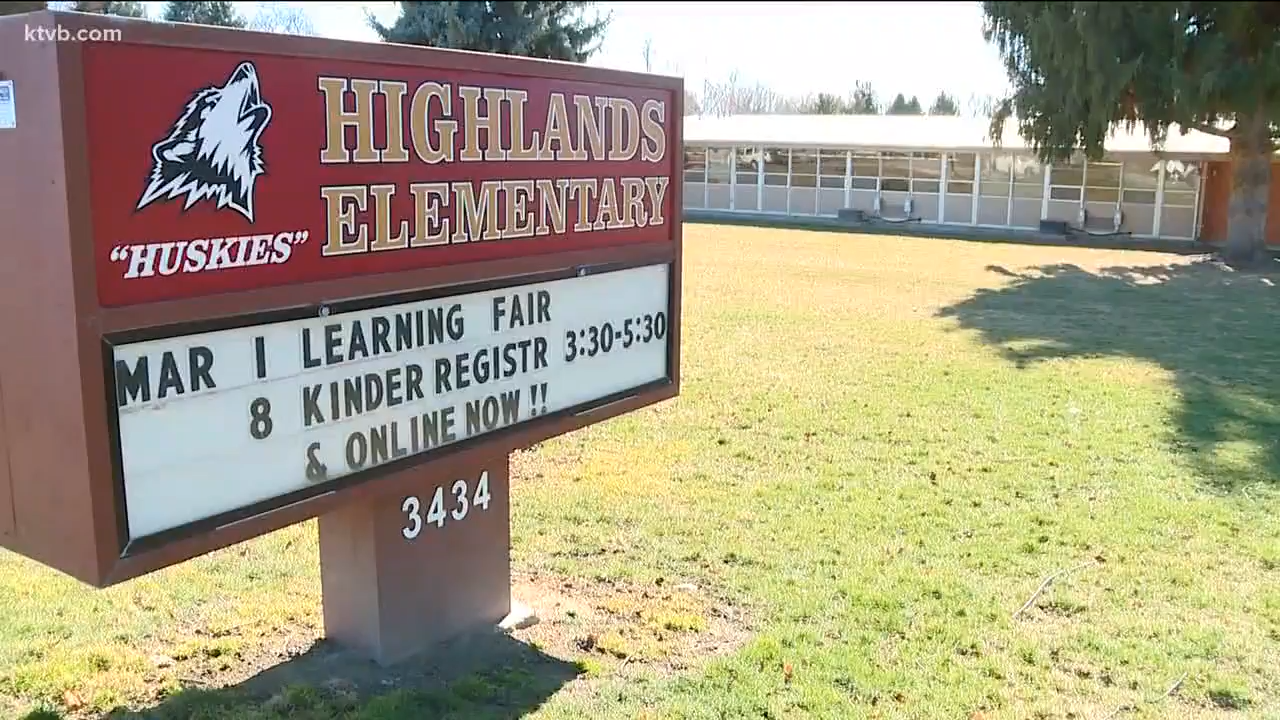 ktvb.com
HIGHLANDS
ELEMENTARY
"HUSKIES"
MAR 1 LEARNING FAIR
8 KINDER REGISTR 3:30-5:30
& ONLINE NOW!!
3434